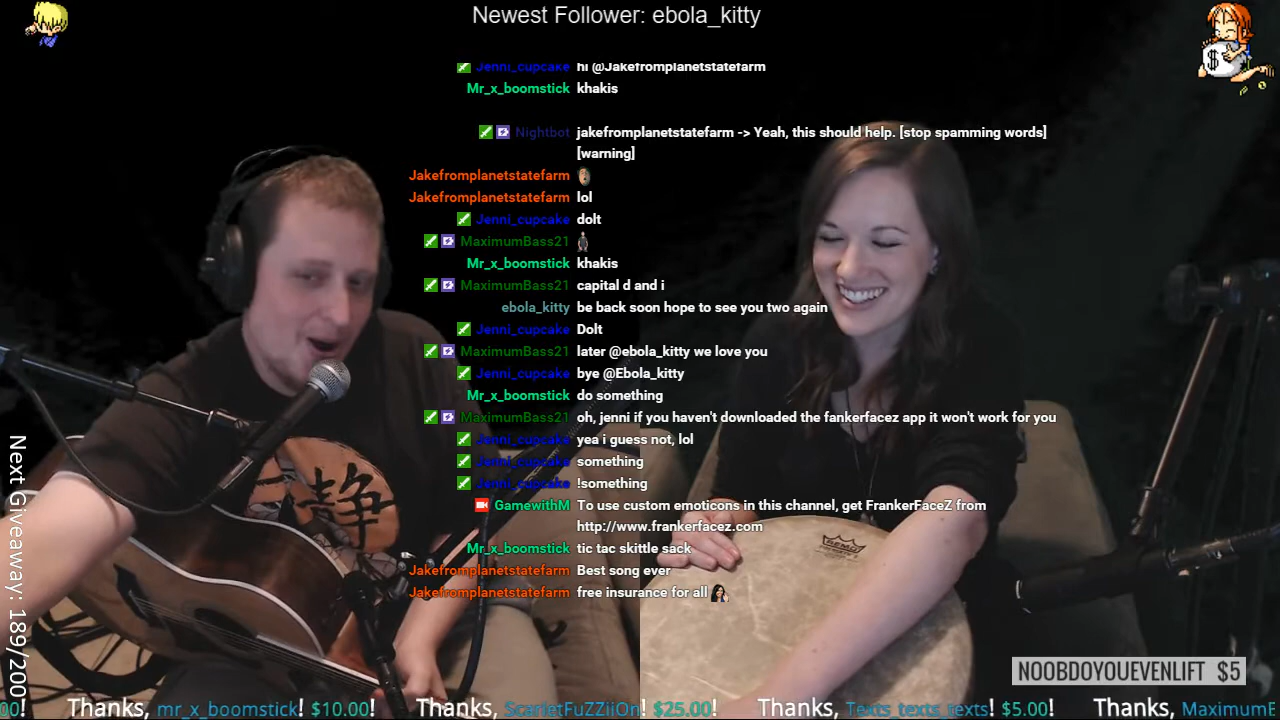 Newest Follower: ebola_kitty
Jenni_cupcake hi @Jakefromplanetstatefarm
Mr_x_boomstick khakis
Nightbot jakefromplanetstatefarm -> Yeah, this should help. [stop spamming words]
[warning]
Jakefromplanetstatefarm
Jakefromplanetstatefarm lol
Jenni_cupcake dolt
MaximumBass21
Mr_x_boomstick khakis
MaximumBass21 capital d and i
ebola_kitty be back soon hope to see you two again
Jenni_cupcake Dolt
MaximumBass21 later @ebola_kitty we love you
Jenni_cupcake bye @Ebola_kitty
Mr_x_boomstick do something
MaximumBass21 oh, jenni if you haven't downloaded the fankerfacez app it won't work for you
Jenni_cupcake yea i guess not, lol
Jenni_cupcake something
Jenni_cupcake !something
GamewithM To use custom emoticons in this channel, get FrankerFaceZ from
http://www.frankerfacez.com
Mr_x_boomstick tic tac skittle sack
Jakefromplanetstatefarm Best song ever
Jakefromplanetstatefarm free insurance for all
Next Giveaway: 189/200
静
REMO
NOOBDOYOUEVENLIFT $5
00! Thanks, mr_x_boomstick! $10.00! Thanks, ScarletFuZZiiOn! $25.00! Thanks, Texts_texts_texts! $5.00! Thanks, MaximumB